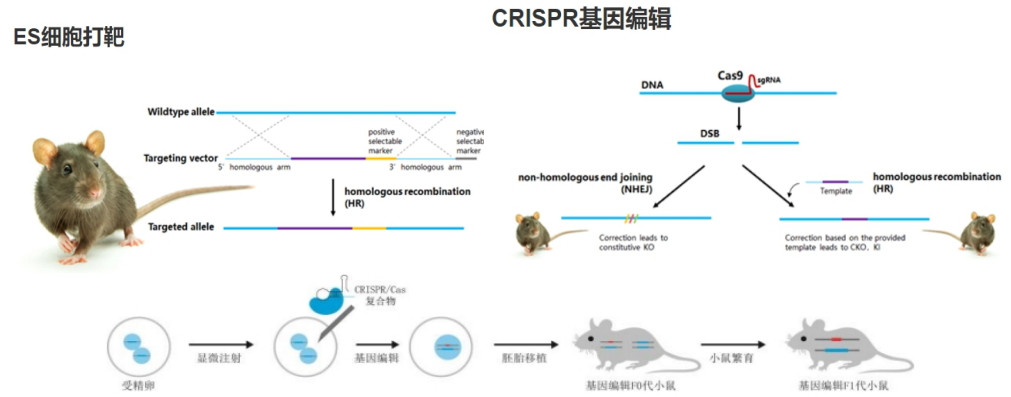 ES细胞打靶
CRISPR基因编辑
Wildtype allele
positive
selectable
marker
negative
selectab
marker
Targeting vector
5' homologous arm
3' homologous arm
homologous recombination
(HR)
Targeted allele
Cas9
sgRNA
DNA
DSB
non-homologous end joining
(NHEJ)
Template
homologous recombination
(HR)
Correction leads to
constitutive KO
Correction based on the provided
template leads to CKO, KI
CRISPR/Cas
复合物
受精卵
显微注射
基因编辑
胚胎移植
基因编辑F0代小鼠
小鼠繁育
基因编辑F1代小鼠